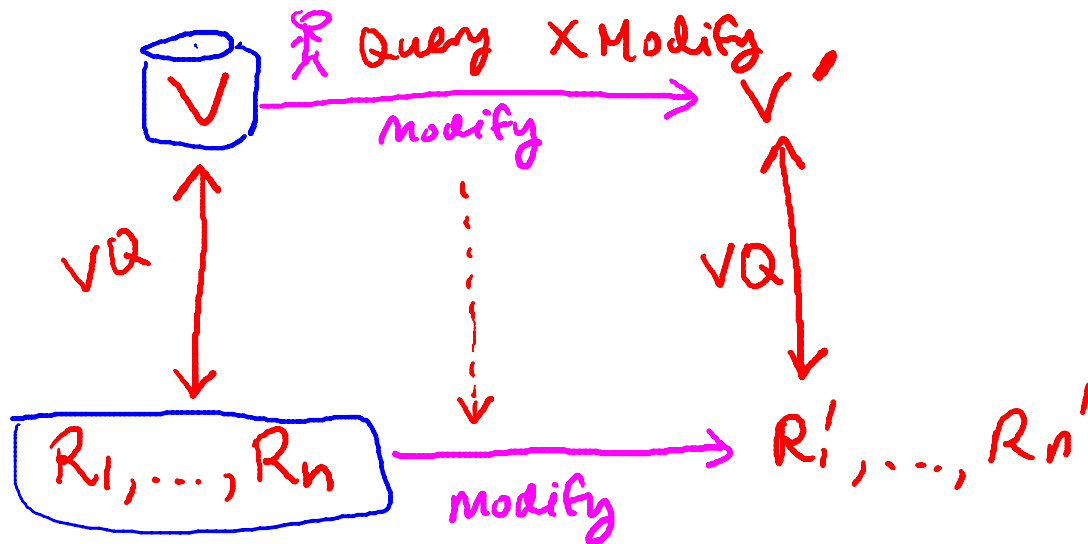 Query X Modify
V V'
Modify
VQ VQ
R1,...,Rn R1',...,Rn'
Modify